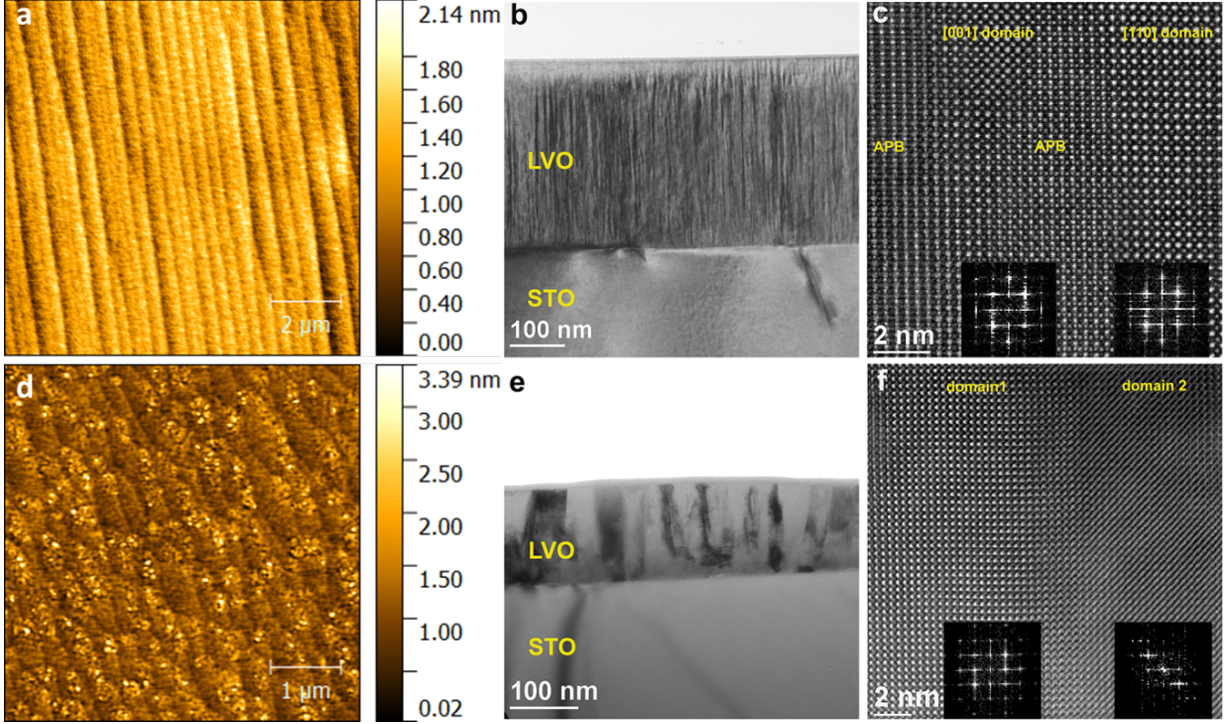 a
2.14 nm
1.80
1.60
1.40
1.20
1.00
0.80
0.60
0.40
0.00
2 µm
b
LVO
STO
100 nm
c
[001] domain
[110] domain
APB
APB
2 nm
d
3.39 nm
3.00
2.50
2.00
1.50
1.00
0.02
1 µm
e
LVO
STO
100 nm
f
domain1
domain 2
2 nm